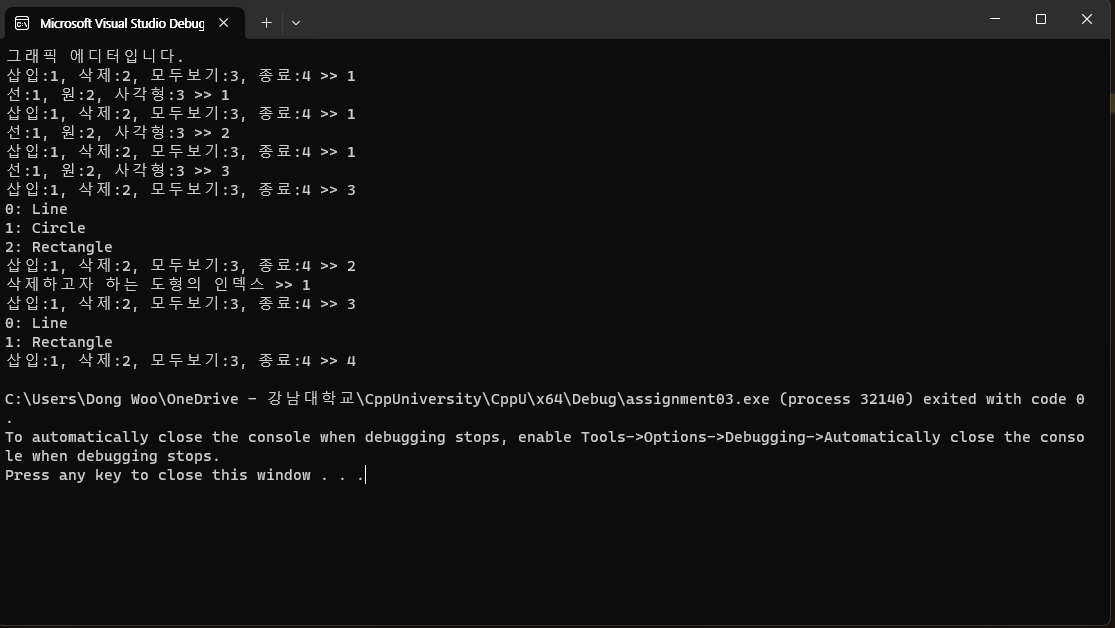 Microsoft Visual Studio Debug
그래픽 에디터입니다.
삽입:1, 삭제:2, 모두보기:3, 종료:4 >> 1
선:1, 원:2, 사각형:3 >> 1
삽입:1, 삭제:2, 모두보기:3, 종료:4 >> 1
선:1, 원:2, 사각형:3 >> 2
삽입:1, 삭제:2, 모두보기:3, 종료:4 >> 1
선:1, 원:2, 사각형:3 >> 3
삽입:1, 삭제:2, 모두보기:3, 종료:4 >> 3
0: Line
1: Circle
2: Rectangle
삽입:1, 삭제:2, 모두보기:3, 종료:4 >> 2
삭제하고자 하는 도형의 인덱스 >> 1
삽입:1, 삭제:2, 모두보기:3, 종료:4 >> 3
0: Line
1: Rectangle
삽입:1, 삭제:2, 모두보기:3, 종료:4 >> 4
C:\Users\Dong Woo\OneDrive - 강남대학교\CppUniversity\CppU\x64\Debug\assignment03.exe (process 32140) exited with code 0
.
To automatically close the console when debugging stops, enable Tools->Options->Debugging->Automatically close the conso
le when debugging stops.
Press any key to close this window . . .